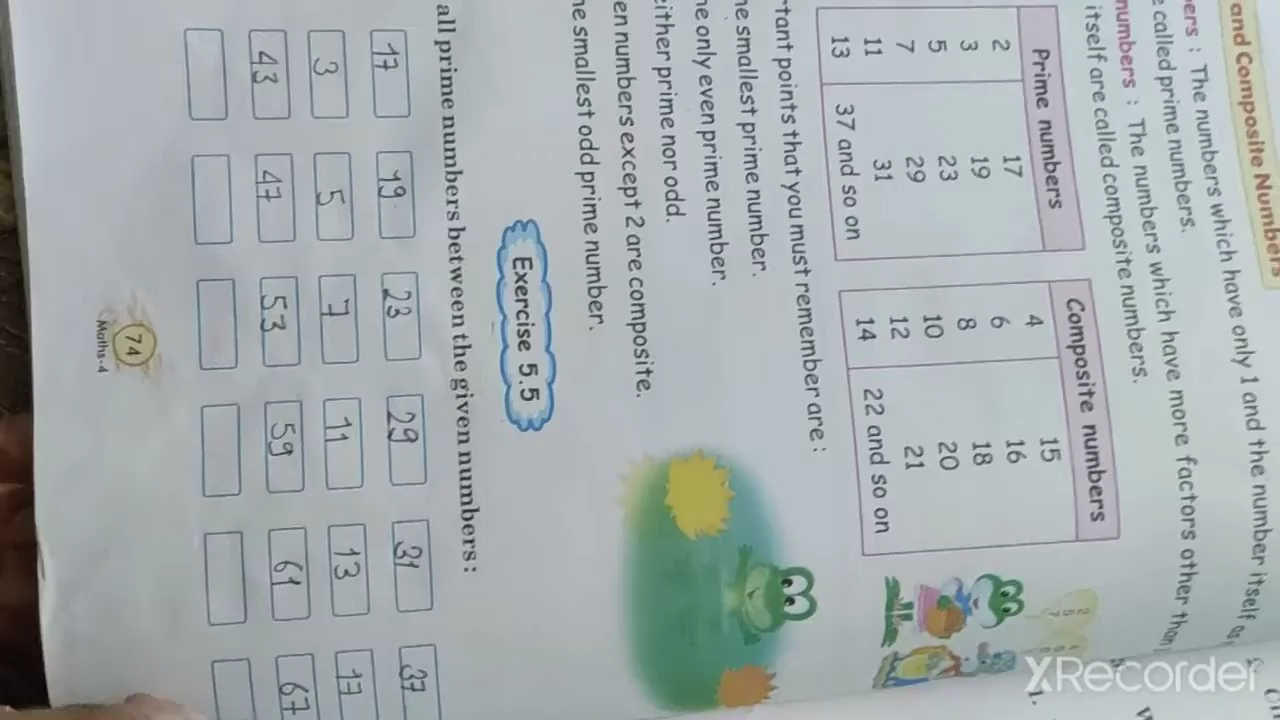 and Composite Numbers
ers : The numbers which have only 1 and the number itself as
called prime numbers.
numbers : The numbers which have more factors other than
itself are called composite numbers.
Prime numbers
2 17
3 19
5 23
7 29
11 31
13 37 and so on
Composite numbers
4 15
6 16
8 18
10 20
12 21
14 22 and so on
tant points that you must remember are :
he smallest prime number.
he only even prime number.
either prime nor odd.
en numbers except 2 are composite.
he smallest odd prime number.
Exercise 5.5
all prime numbers between the given numbers :
17 19 23 29 31 37
3 5 7 11 13 17
43 47 53 59 61 67
74
Maths-4
1.
XRecorder